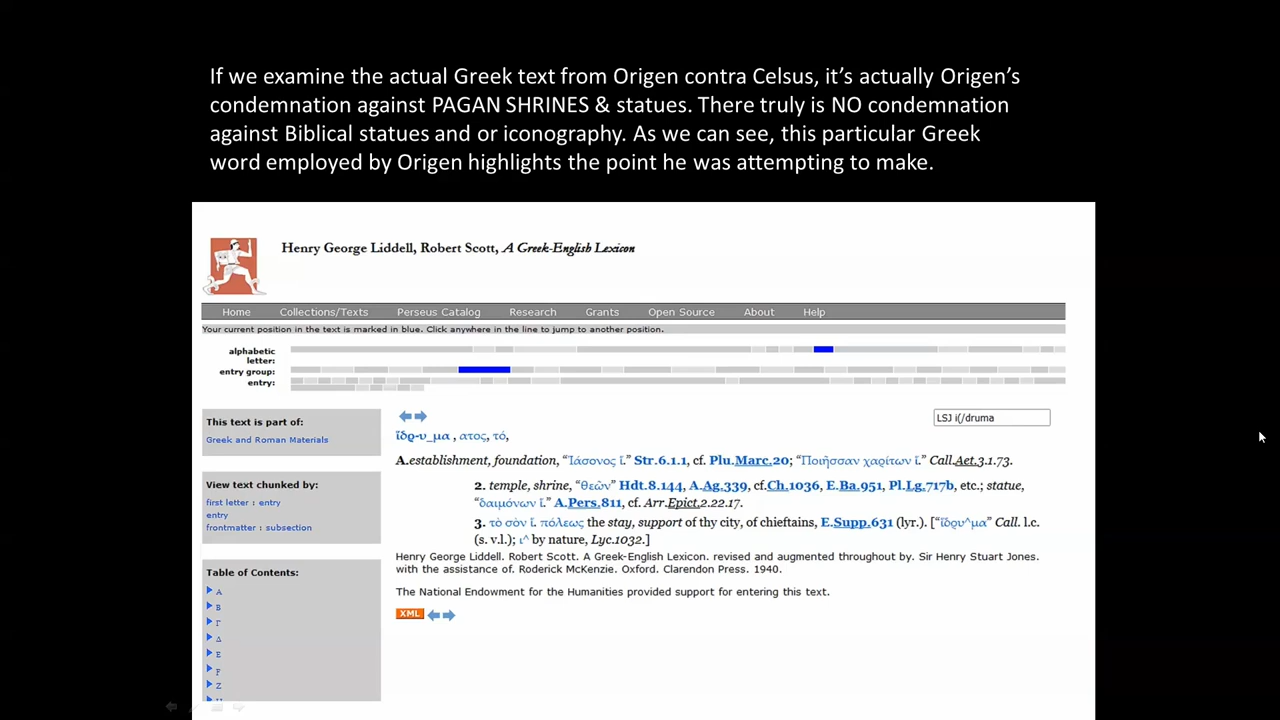 If we examine the actual Greek text from Origen contra Celsus, it’s actually Origen’s
condemnation against PAGAN SHRINES & statues. There truly is NO condemnation
against Biblical statues and or iconography. As we can see, this particular Greek
word employed by Origen highlights the point he was attempting to make.
Henry George Liddell, Robert Scott, A Greek-English Lexicon
Home Collections/Texts Perseus Catalog Research Grants Open Source About Help
Your current position in the text is marked in blue. Click anywhere in the line to jump to another position.
alphabetic
letter:
entry group:
entry:
This text is part of:
Greek and Roman Materials
View text chunked by:
first letter : entry
entry
frontmatter : subsection
Table of Contents:
Α
Β
Γ
Δ
Ε
Ϝ
Ζ
LSJ i(/druma
ἵδρ-υ_μα , ατος, τό,
A.establishment, foundation, “Ἰάσονος ἵ.” Str.6.1.1, cf. Plu.Marc.20; “Ποιῆσσαν χαρίτων ἵ.” Call.Aet.3.1.73.
2. temple, shrine, “θεῶν” Hdt.8.144, A.Ag.339, cf.Ch.1036, E.Ba.951, Pl.Lg.717b, etc.; statue,
“δαιμόνων ἵ.” A.Pers.811, cf. Arr.Epict.2.22.17.
3. τὸ σὸν ἵ. πόλεως the stay, support of thy city, of chieftains, E.Supp.631 (lyr.). [“ἵδρυ^μα” Call. l.c.
(s. v.l.); ι^ by nature, Lyc.1032.]
Henry George Liddell. Robert Scott. A Greek-English Lexicon. revised and augmented throughout by. Sir Henry Stuart Jones.
with the assistance of. Roderick McKenzie. Oxford. Clarendon Press. 1940.
The National Endowment for the Humanities provided support for entering this text.
XML